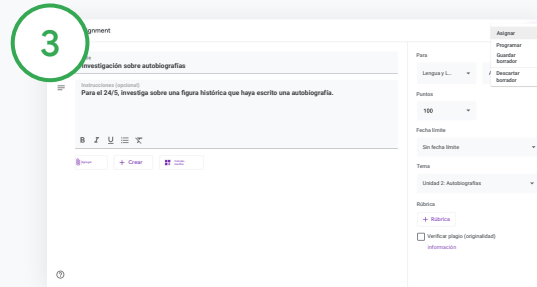 3
gnment
Investigación sobre autobiografías
Instrucciones (opcional)
Para el 24/5, investiga sobre una figura histórica que haya escrito una autobiografía.
B I U
Agregar
+ Crear
Asignar
Programar
Guardar
borrador
Descartar
borrador
Para
Lengua y L...
Puntos
100
Fecha límite
Sin fecha límite
Tema
Unidad 2: Autobiografías
Rúbrica
+ Rúbrica
Verificar plagio (originalidad)
información